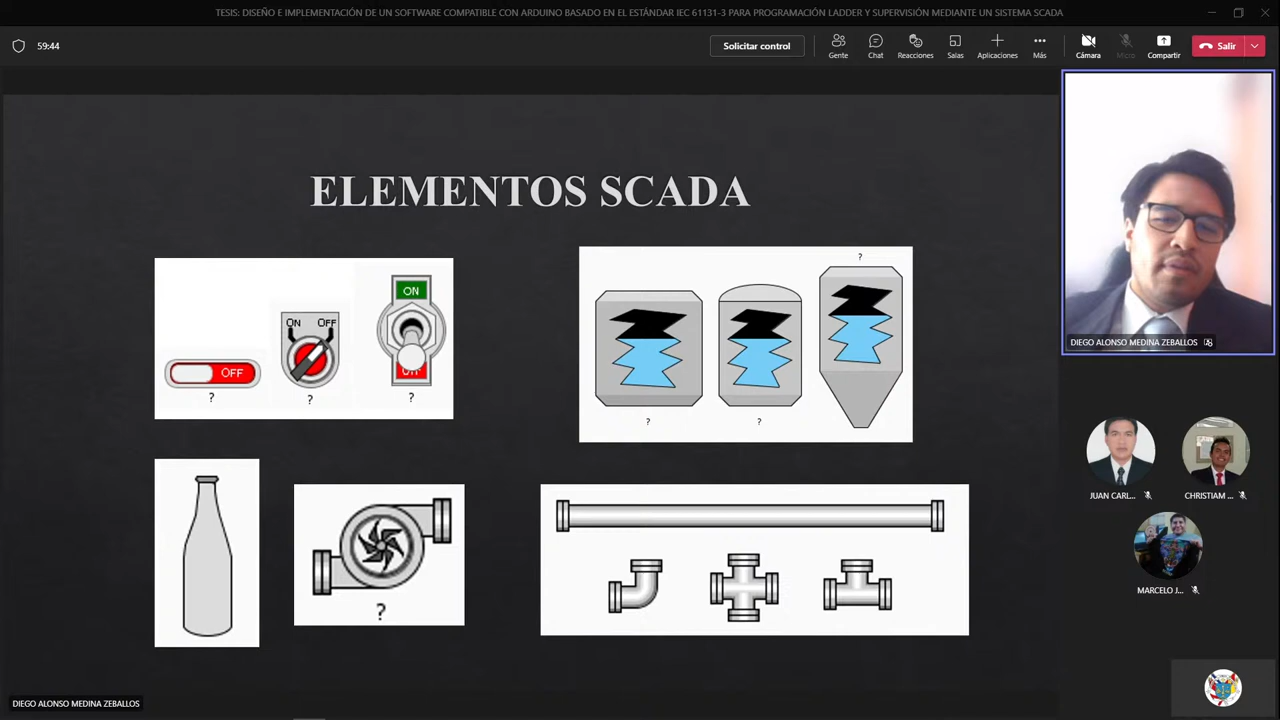 TESIS: DISEÑO E IMPLEMENTACIÓN DE UN SOFTWARE COMPATIBLE CON ARDUINO BASADO EN EL ESTÁNDAR IEC 61131-3 PARA PROGRAMACIÓN LADDER Y SUPERVISIÓN MEDIANTE UN SISTEMA SCADA
59:44
Solicitar control
Gente
Chat
Reacciones
Salas
Aplicaciones
Más
Cámara
Micro
Compartir
Salir
ELEMENTOS SCADA
ON
ON OFF
OFF
OFF
?
?
?
?
?
?
?
DIEGO ALONSO MEDINA ZEBALLOS
JUAN CARL...
CHRISTIAM ...
MARCELO J...
DIEGO ALONSO MEDINA ZEBALLOS